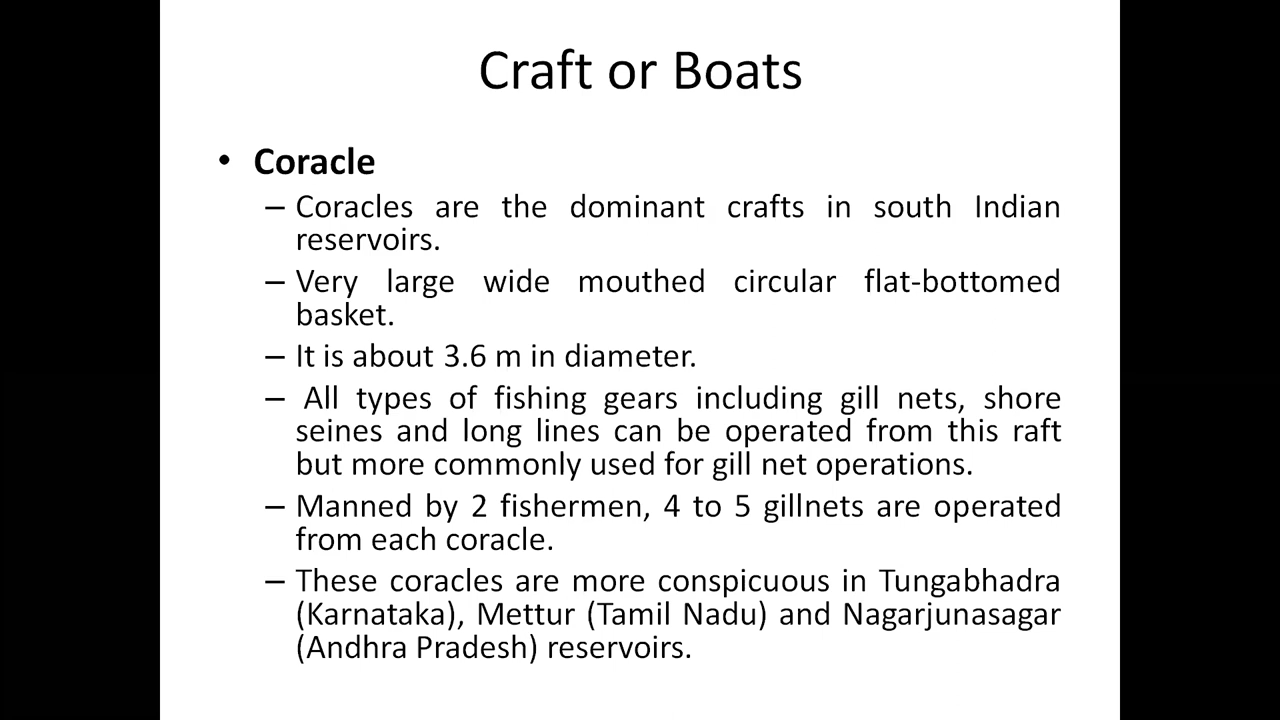 Craft or Boats
• Coracle
– Coracles are the dominant crafts in south Indian
reservoirs.
– Very large wide mouthed circular flat-bottomed
basket.
– It is about 3.6 m in diameter.
– All types of fishing gears including gill nets, shore
seines and long lines can be operated from this raft
but more commonly used for gill net operations.
– Manned by 2 fishermen, 4 to 5 gillnets are operated
from each coracle.
– These coracles are more conspicuous in Tungabhadra
(Karnataka), Mettur (Tamil Nadu) and Nagarjunasagar
(Andhra Pradesh) reservoirs.